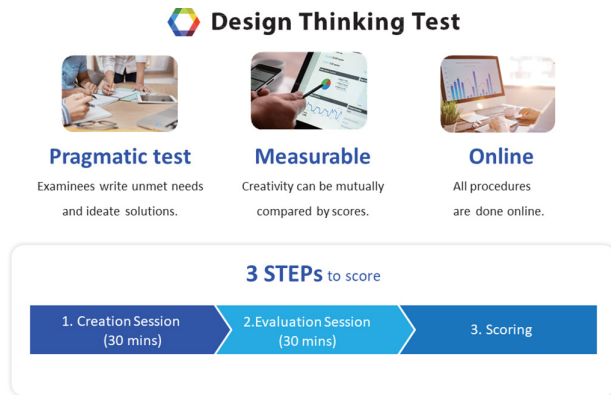 Design Thinking Test
Pragmatic test
Examinees write unmet needs
and ideate solutions.
Measurable
Creativity can be mutually
compared by scores.
Online
All procedures
are done online.
3 STEPs to score
1. Creation Session
(30 mins)
2.Evaluation Session
(30 mins)
3. Scoring